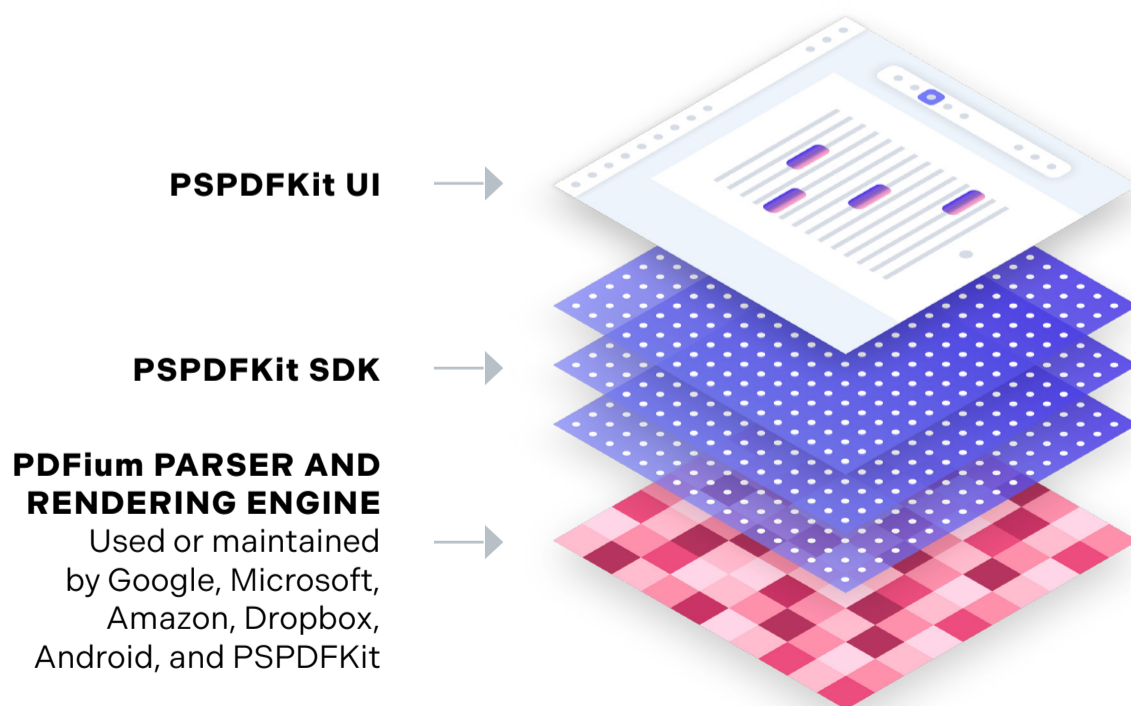 PSPDFKit UI
PSPDFKit SDK
PDFium PARSER AND
RENDERING ENGINE
Used or maintained
by Google, Microsoft,
Amazon, Dropbox,
Android, and PSPDFKit